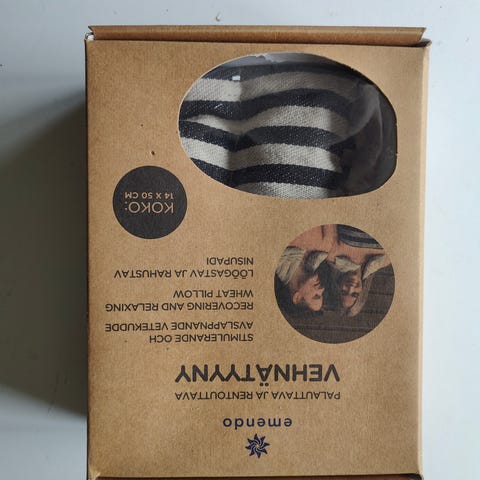 emendo
PALAUTTAVA JA RENTOUTTAVA
VEHNÄTYYNY
STIMULERANDE OCH
AVSLAPPNANDE VETEKUDDE
RECOVERING AND RELAXING
WHEAT PILLOW
LÕÕGASTAV JA RAHUSTAV
NISUPADI
KOKO:
14 X 50 CM